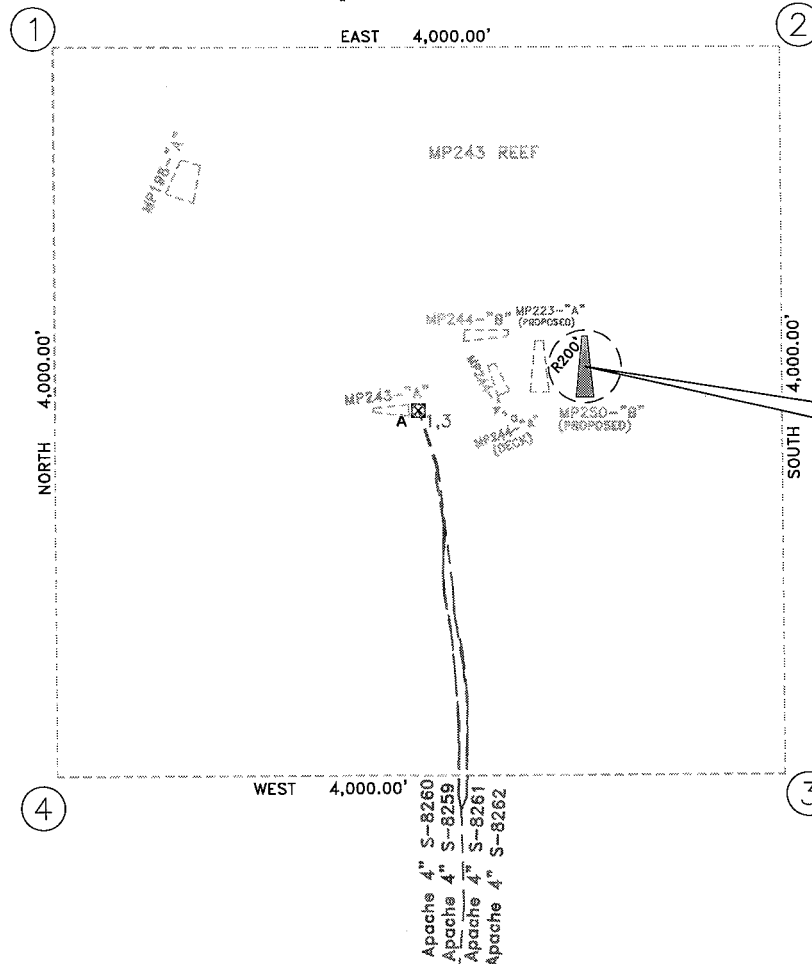 1
2
EAST 4,000.00'
MP243 REEF
MP198-"A"
MP244-"B"
MP223-"A"
(PROPOSED)
R200'
MP243-"A"
A
1,3
MP244-"A"
(DECK)
(PROPOSED)
NORTH 4,000.00'
SOUTH 4,000.00'
WEST 4,000.00'
4
3
Apache 4" S-8260
Apache 4" S-8259
Apache 4" S-8261
Apache 4" S-8262